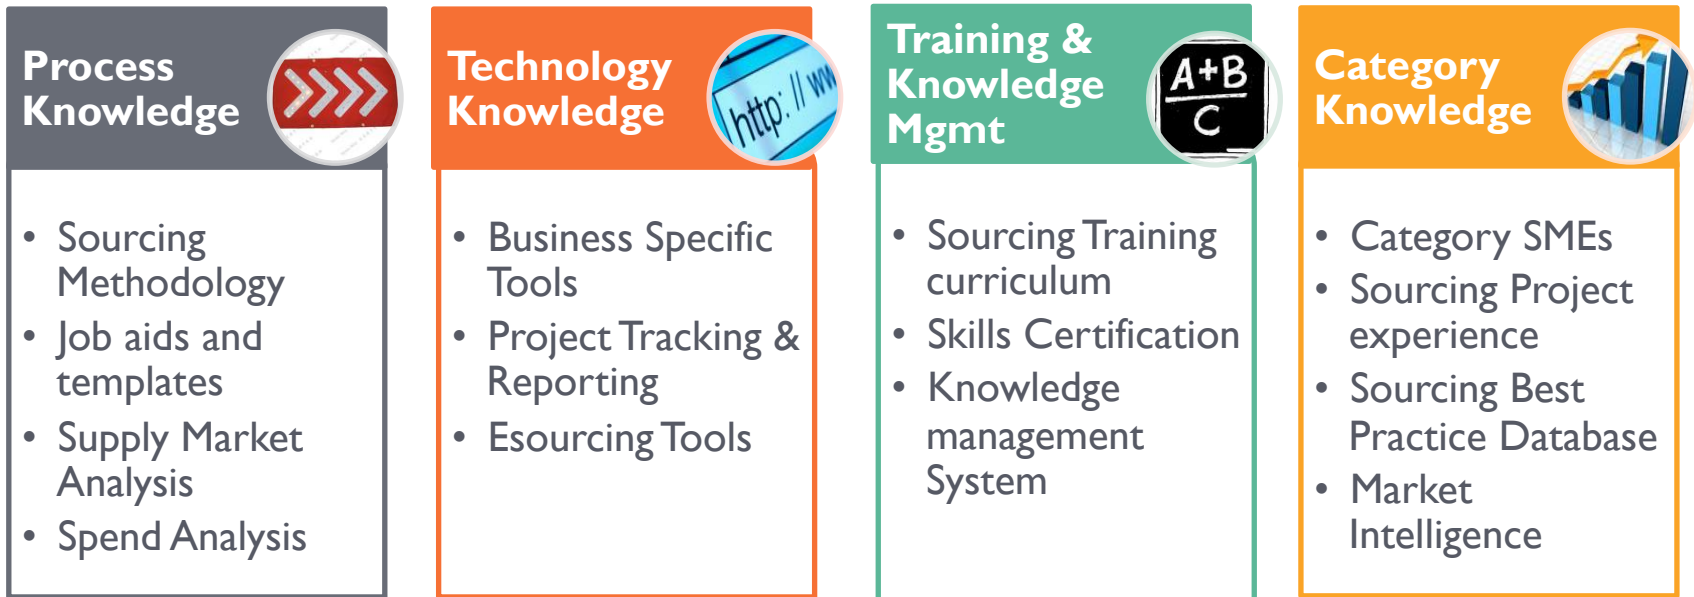 Process
Knowledge
• Sourcing
Methodology
• Job aids and
templates
• Supply Market
Analysis
• Spend Analysis
Technology
Knowledge
http: // ww
• Business Specific
Tools
• Project Tracking &
Reporting
• Esourcing Tools
Training &
Knowledge
Mgmt
A+B
C
• Sourcing Training
curriculum
• Skills Certification
• Knowledge
management
System
Category
Knowledge
• Category SMEs
• Sourcing Project
experience
• Sourcing Best
Practice Database
• Market
Intelligence